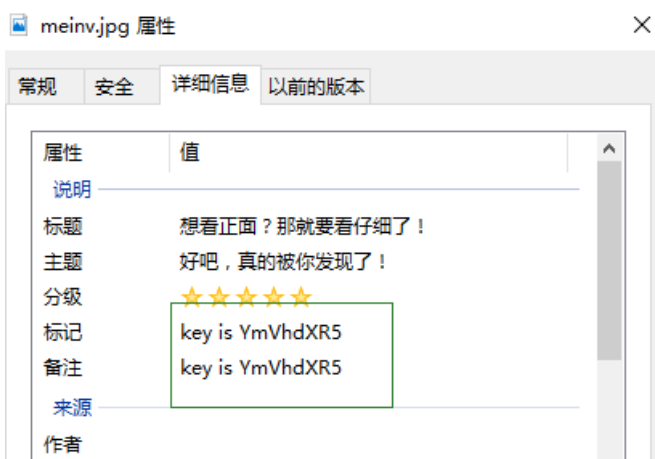 meinv.jpg 属性
常规 安全 详细信息 以前的版本
属性 值
说明
标题 想看正面？那就要看仔细了！
主题 好吧，真的被你发现了！
分级
标记 key is YmVhdXR5
备注 key is YmVhdXR5
来源
作者